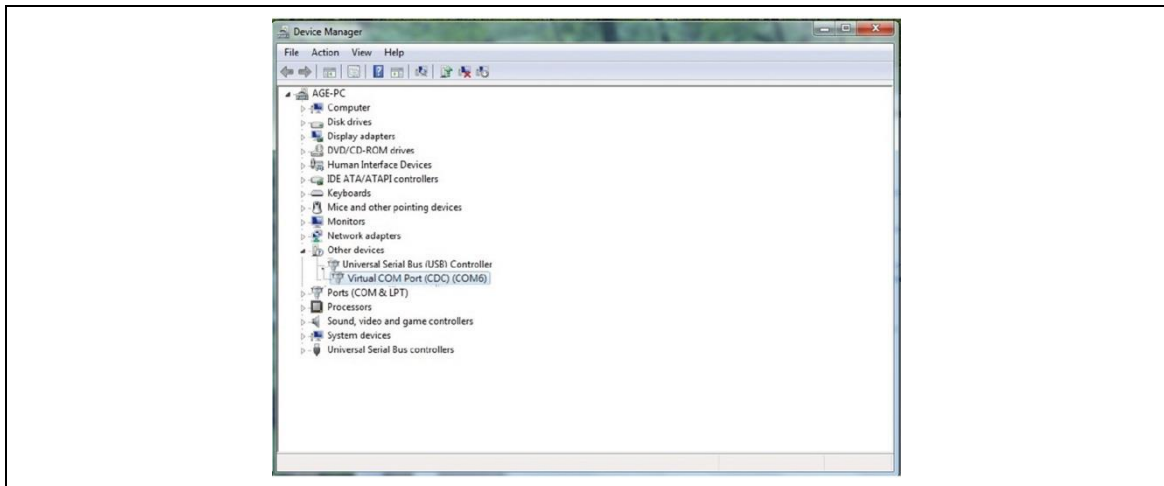 Device Manager
File Action View Help
AGE-PC
Computer
Disk drives
Display adapters
DVD/CD-ROM drives
Human Interface Devices
IDE ATA/ATAPI controllers
Keyboards
Mice and other pointing devices
Monitors
Network adapters
Other devices
Universal Serial Bus (USB) Controller
Virtual COM Port (CDC) (COM6)
Ports (COM & LPT)
Processors
Sound, video and game controllers
System devices
Universal Serial Bus controllers